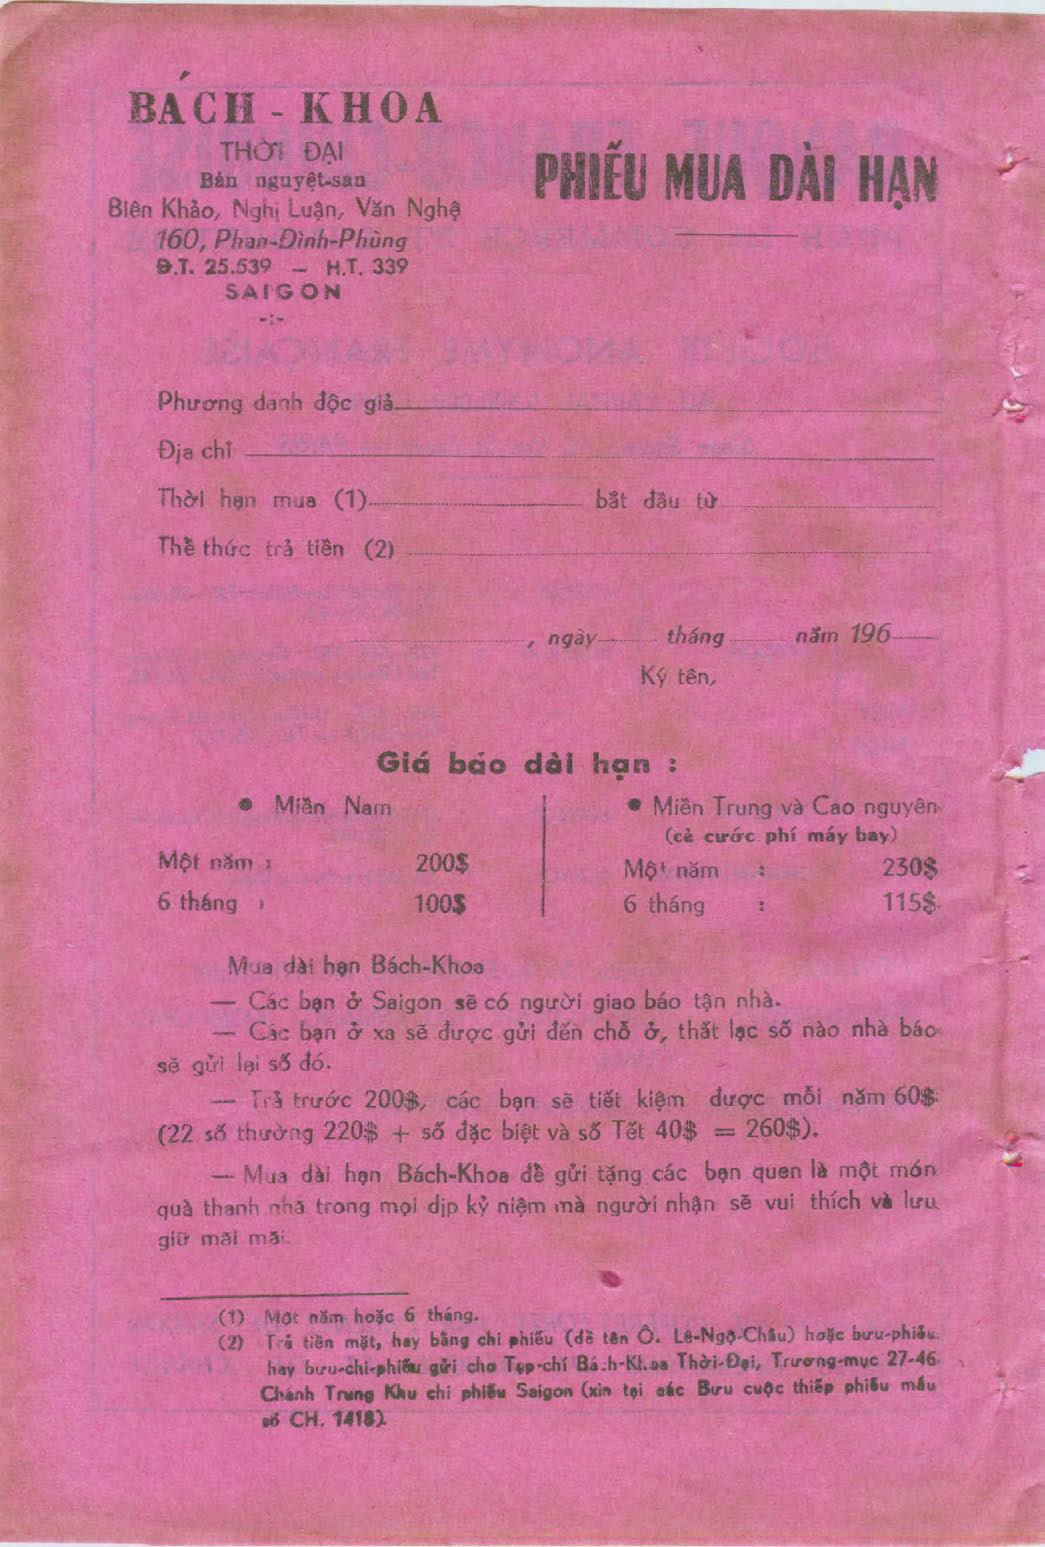 BÁCH - KHOA
THỜI ĐẠI
Bán nguyệt-san
Biên Khảo, Nghị Luận, Văn Nghệ
160, Phan-Đình-Phùng
Đ.T. 25.539 — H.T. 339
SAIGON
-:-
PHIẾU MUA DÀI HẠN
Phương danh độc giả
Địa chỉ
Thời hạn mua (1) bắt đầu từ
Thể thức trả tiền (2)
, ngày tháng năm 196
Ký tên,
Giá báo dài hạn :
• Miền Nam
Một năm : 200$
6 tháng : 100$
• Miền Trung và Cao nguyên
(cả cước phí máy bay)
Một năm : 230$
6 tháng : 115$
Mua dài hạn Bách-Khoa
— Các bạn ở Saigon sẽ có người giao báo tận nhà.
— Các bạn ở xa sẽ được gửi đến chỗ ở, thất lạc số nào nhà báo
sẽ gửi lại số đó.
— Trả trước 200$, các bạn sẽ tiết kiệm được mỗi năm 60$
(22 số thường 220$ + số đặc biệt và số Tết 40$ = 260$).
— Mua dài hạn Bách-Khoa để gửi tặng các bạn quen là một món
quà thanh nhã trong mọi dịp kỷ niệm mà người nhận sẽ vui thích và lưu
giữ mãi mãi.
(1) Một năm hoặc 6 tháng.
(2) Trả tiền mặt, hay bằng chi phiếu (đề tên Ô. Lê-Ngộ-Châu) hoặc bưu-phiếu
hay bưu-chi-phiếu gửi cho Tạp-chí Bách-Khoa Thời-Đại, Trương-mục 27-46
Chánh Trung Khu chi phiếu Saigon (xin tại các Bưu cuộc thiếp phiếu mẫu
số CH. 1418).